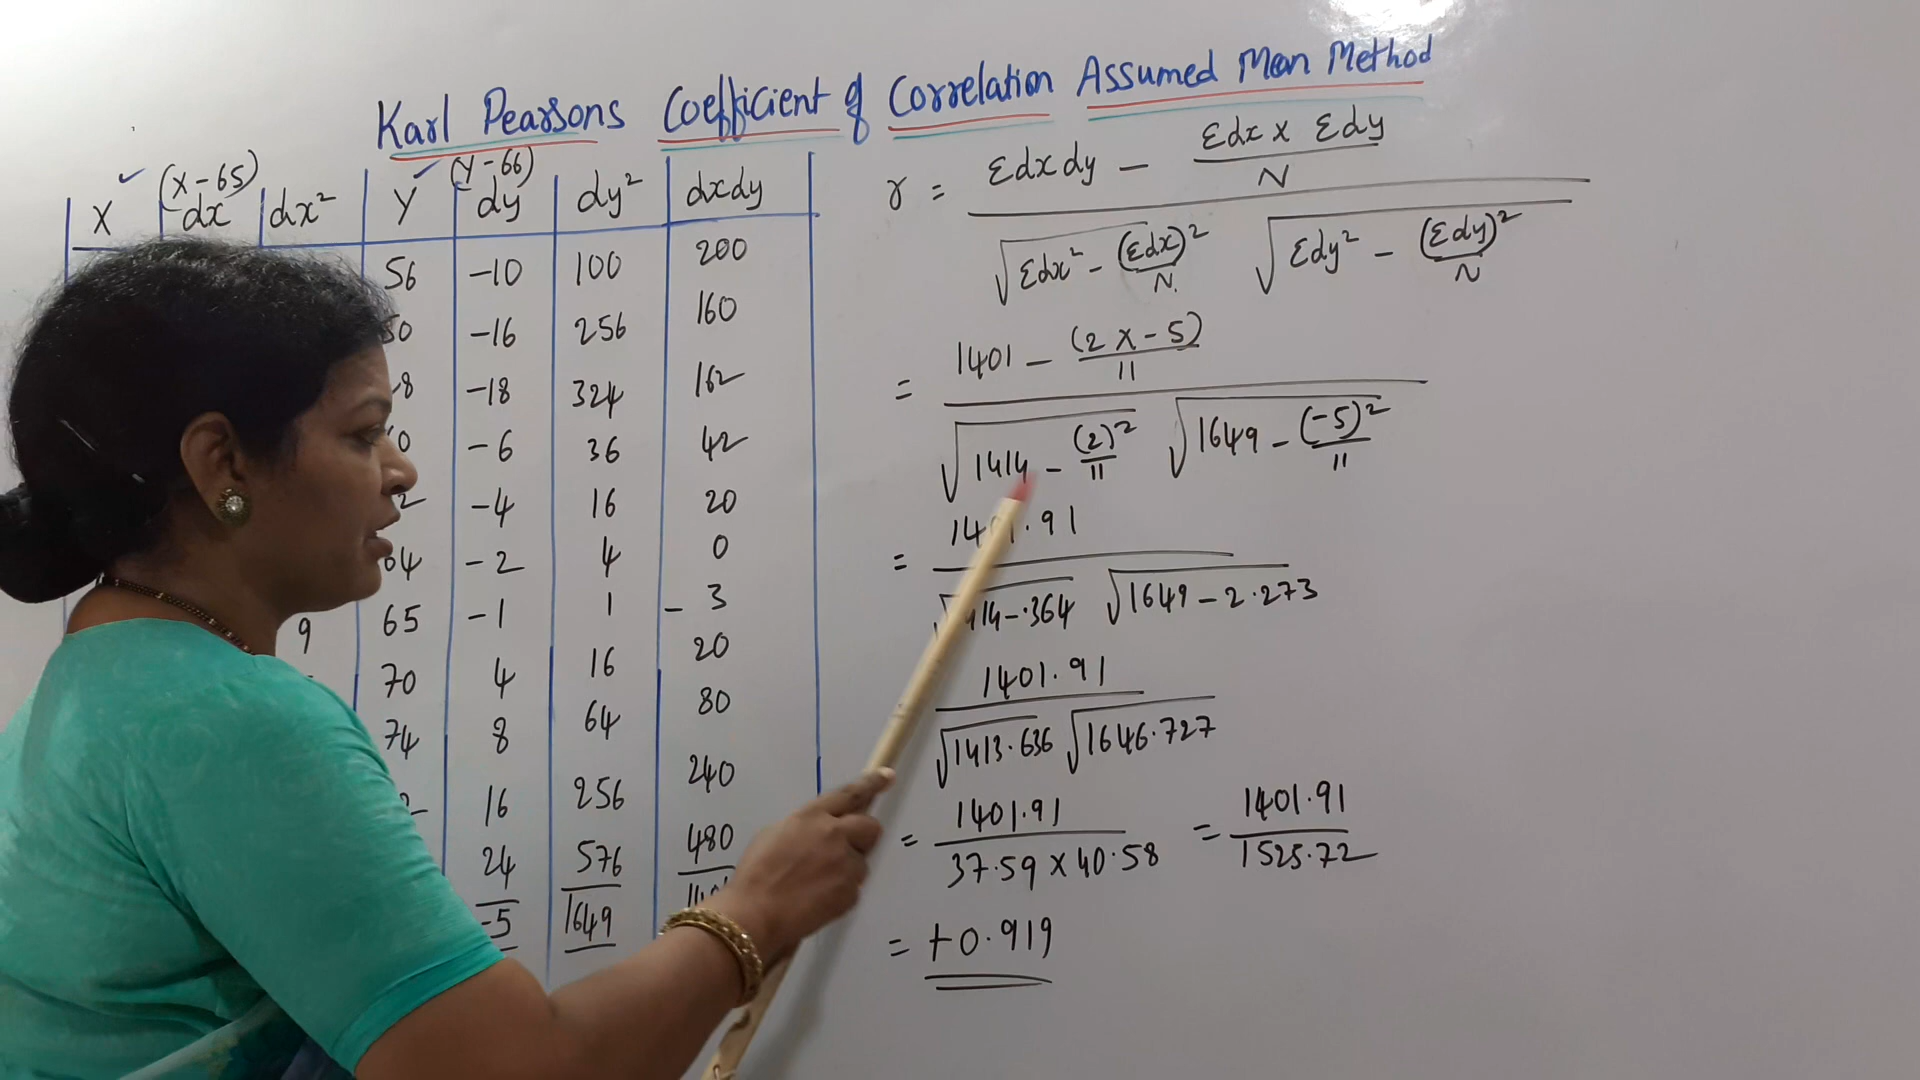 Karl Pearsons Coefficient of Correlation Assumed Mean Method
(X-65) (Y-66)
X dx dx² Y dy dy² dxdy
56 -10 100 200
-16 256 160
-18 324 162
-6 36 42
-4 16 20
-2 4 0
9 65 -1 1 -3
70 4 16 20
74 8 64 80
16 256 240
24 576 480
-5 1649
r = Σdxdy - Σdx x Σdy / N
√Σdx² - (Σdx)² / N √Σdy² - (Σdy)² / N
= 1401 - (2 x -5) / 11
√1414 - (2)² / 11 √1649 - (-5)² / 11
= 1401.91
-.364 √1649 - 2.273
1401.91
√1413.636 √1646.727
= 1401.91 / 37.59 x 40.58 = 1401.91 / 1525.72
= +0.919